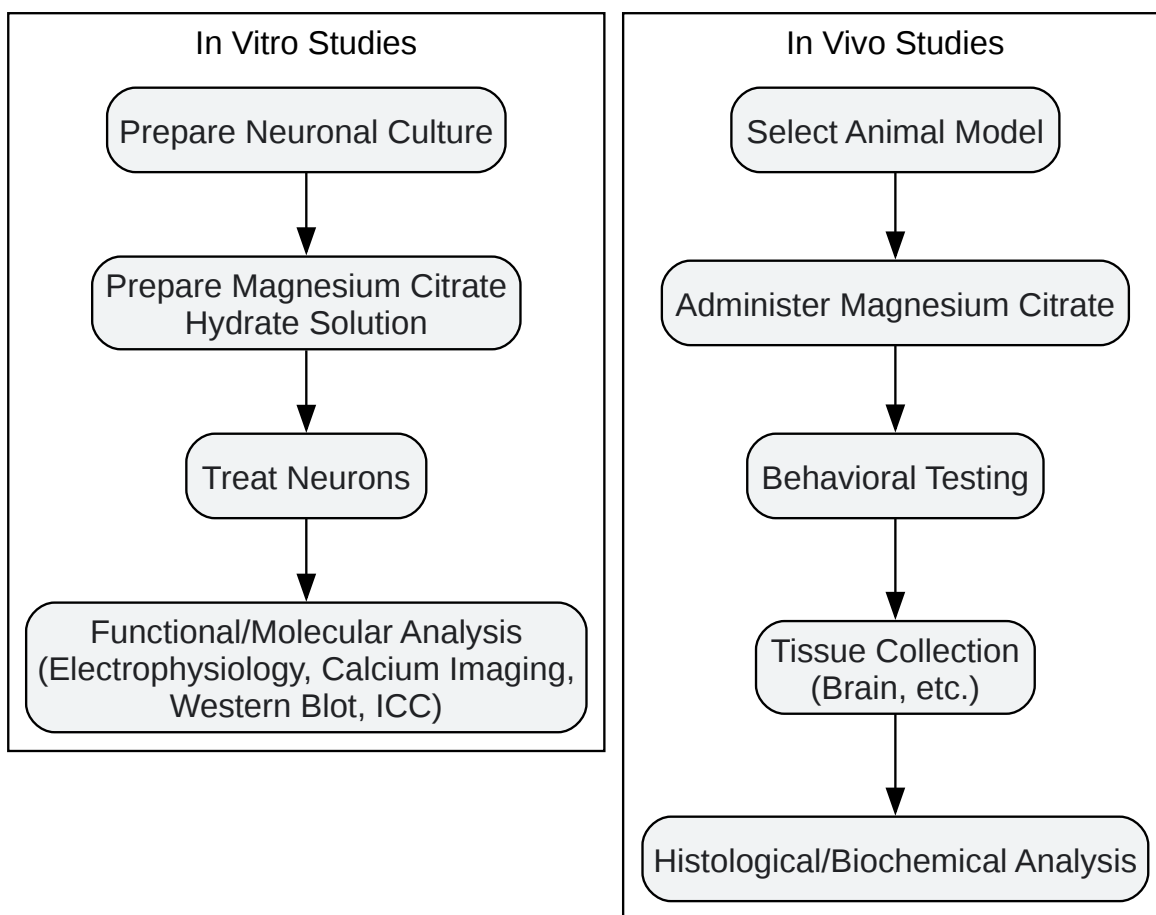 In Vitro Studies
Prepare Neuronal Culture
Prepare Magnesium Citrate
Hydrate Solution
Treat Neurons
Functional/Molecular Analysis
(Electrophysiology, Calcium Imaging,
Western Blot, ICC)
In Vivo Studies
Select Animal Model
Administer Magnesium Citrate
Behavioral Testing
Tissue Collection
(Brain, etc.)
Histological/Biochemical Analysis